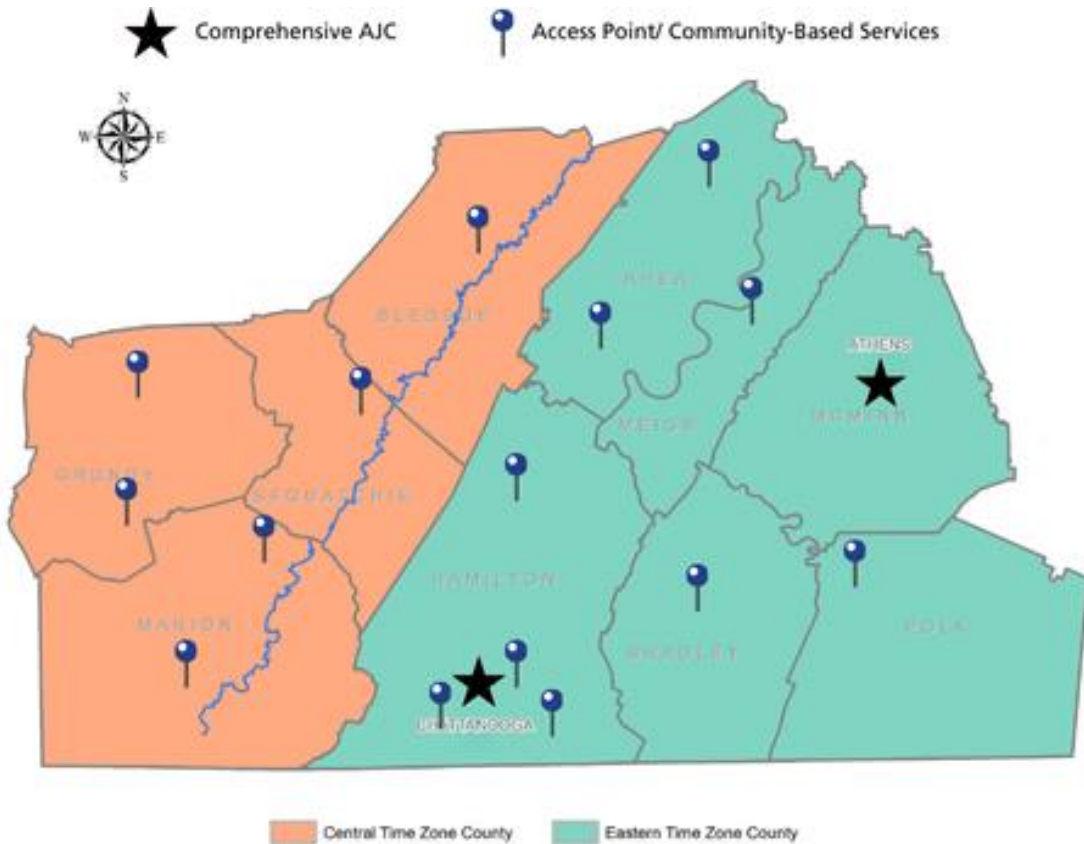 Comprehensive AJC
Access Point/ Community-Based Services
N
W E
S
RHEA
BLEDSOE
ATHENS
MCMINN
MEIGS
GRUNDY
SEQUATCHIE
HAMILTON
MARION
BRADLEY
POLK
CHATTANOOGA
Central Time Zone County
Eastern Time Zone County